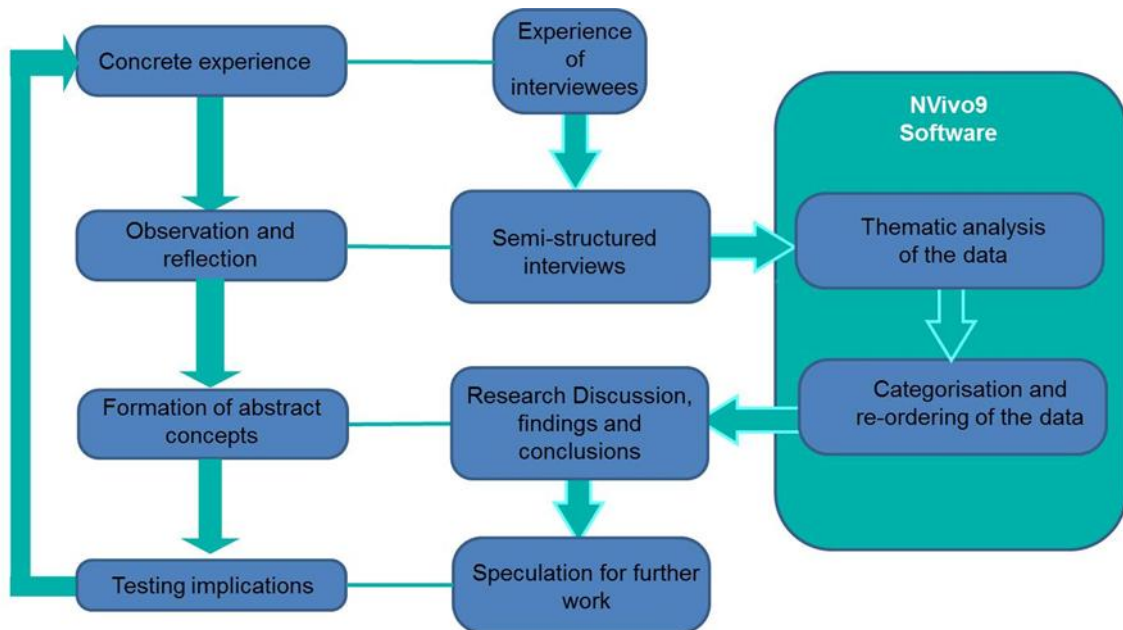 Concrete experience
Experience
of
interviewees
NVivo9
Software
Observation and
reflection
Semi-structured
interviews
Thematic analysis
of the data
Formation of abstract
concepts
Research Discussion,
findings and
conclusions
Categorisation and
re-ordering of the data
Testing implications
Speculation for further
work